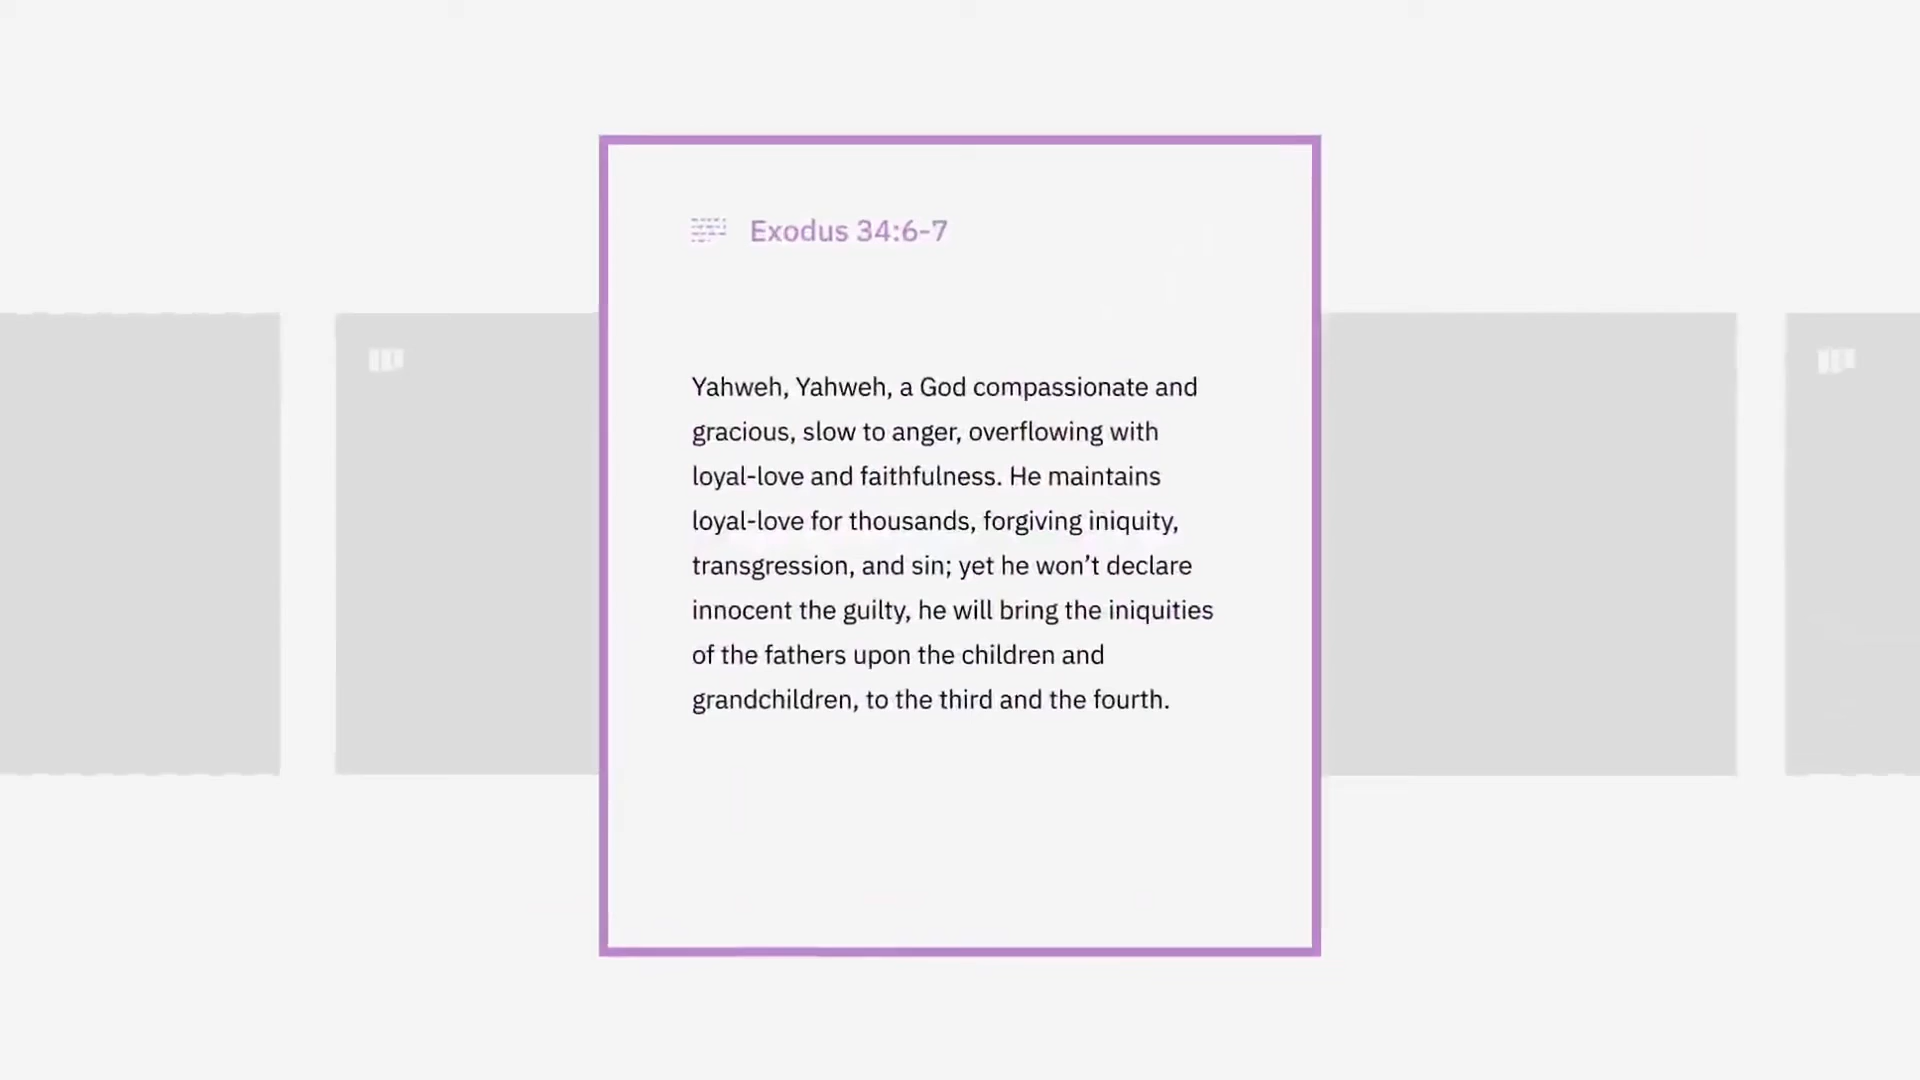 Exodus 34:6-7
Yahweh, Yahweh, a God compassionate and
gracious, slow to anger, overflowing with
loyal-love and faithfulness. He maintains
loyal-love for thousands, forgiving iniquity,
transgression, and sin; yet he won’t declare
innocent the guilty, he will bring the iniquities
of the fathers upon the children and
grandchildren, to the third and the fourth.